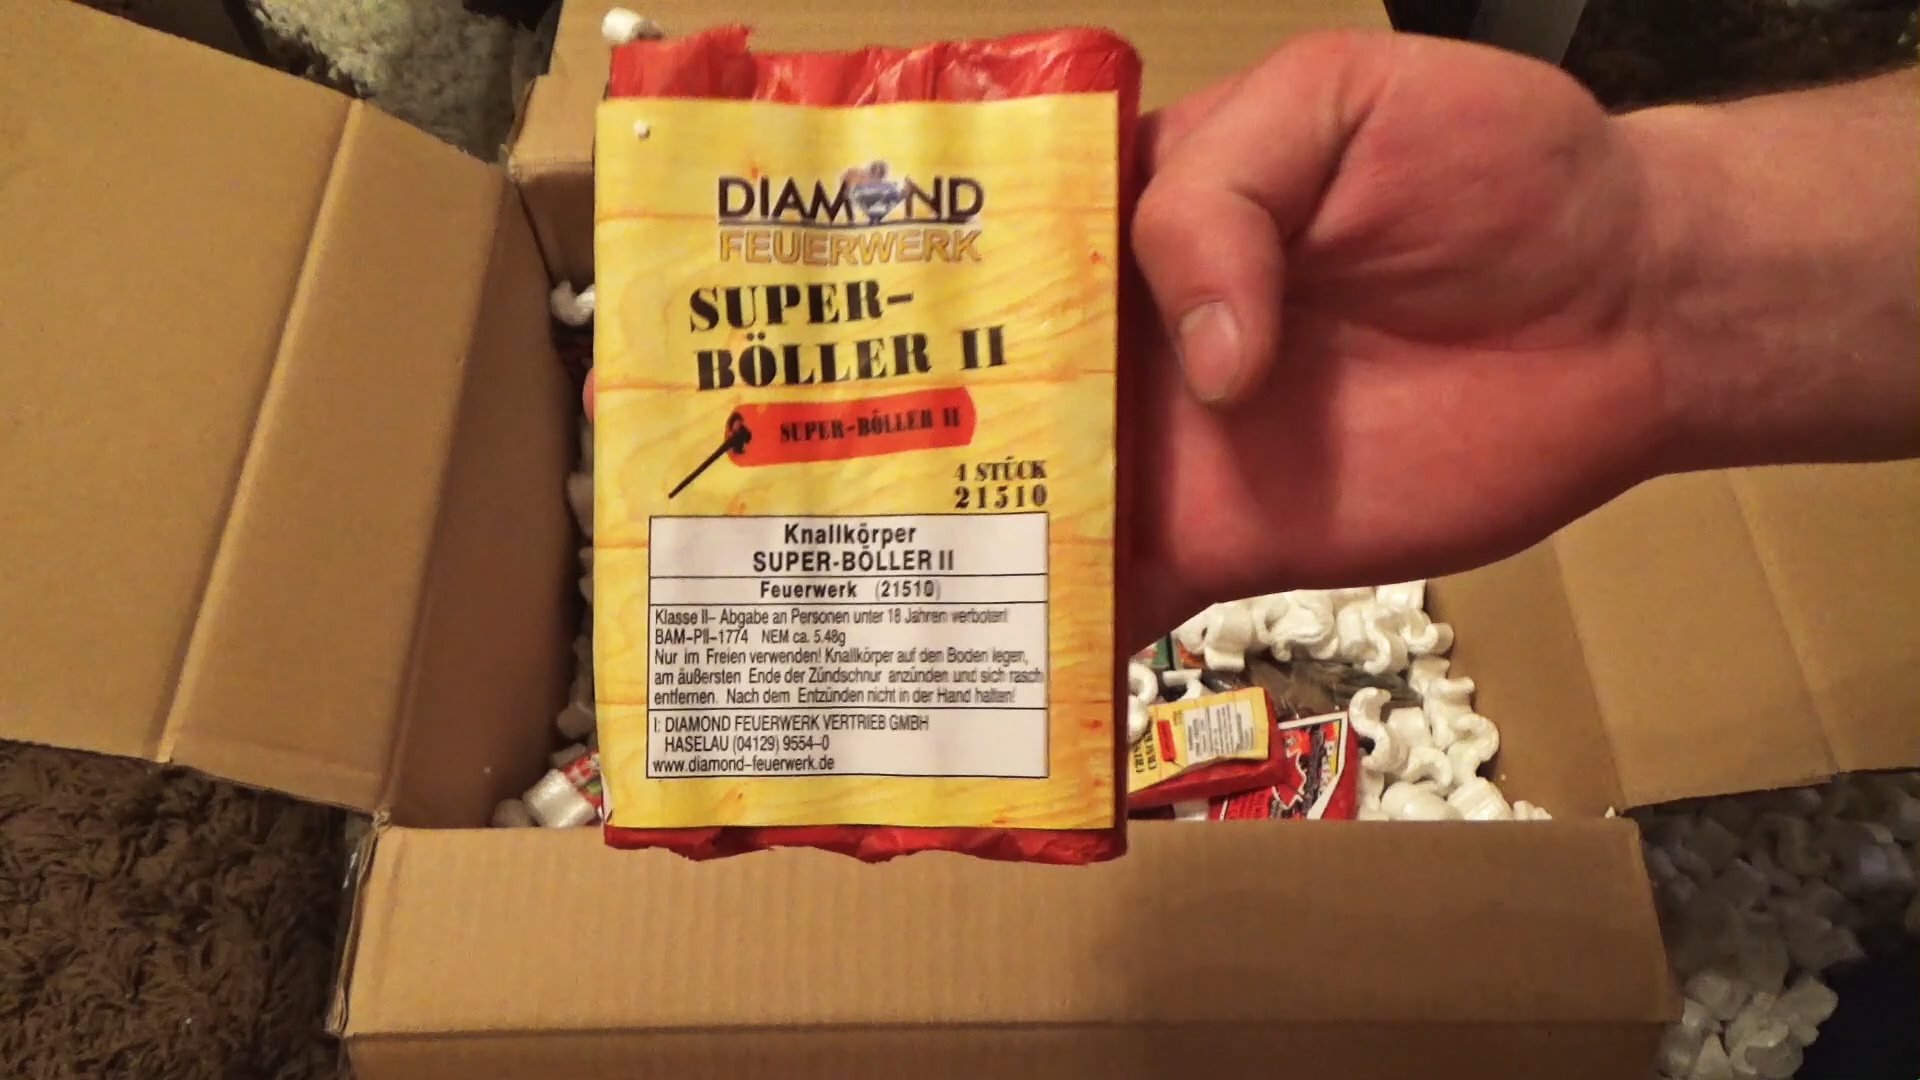 DIAMOND
FEUERWERK
SUPER-
BÖLLER II
SUPER-BÖLLER II
4 STÜCK
21510
Knallkörper
SUPER-BÖLLER II
Feuerwerk (21510)
Klasse II– Abgabe an Personen unter 18 Jahren verboten!
BAM–PII–1774 NEM ca. 5.48g
Nur im Freien verwenden! Knallkörper auf den Boden legen,
am äußersten Ende der Zündschnur anzünden und sich rasch
entfernen. Nach dem Entzünden nicht in der Hand halten!
I: DIAMOND FEUERWERK VERTRIEB GMBH
HASELAU (04129) 9554–0
www.diamond–feuerwerk.de